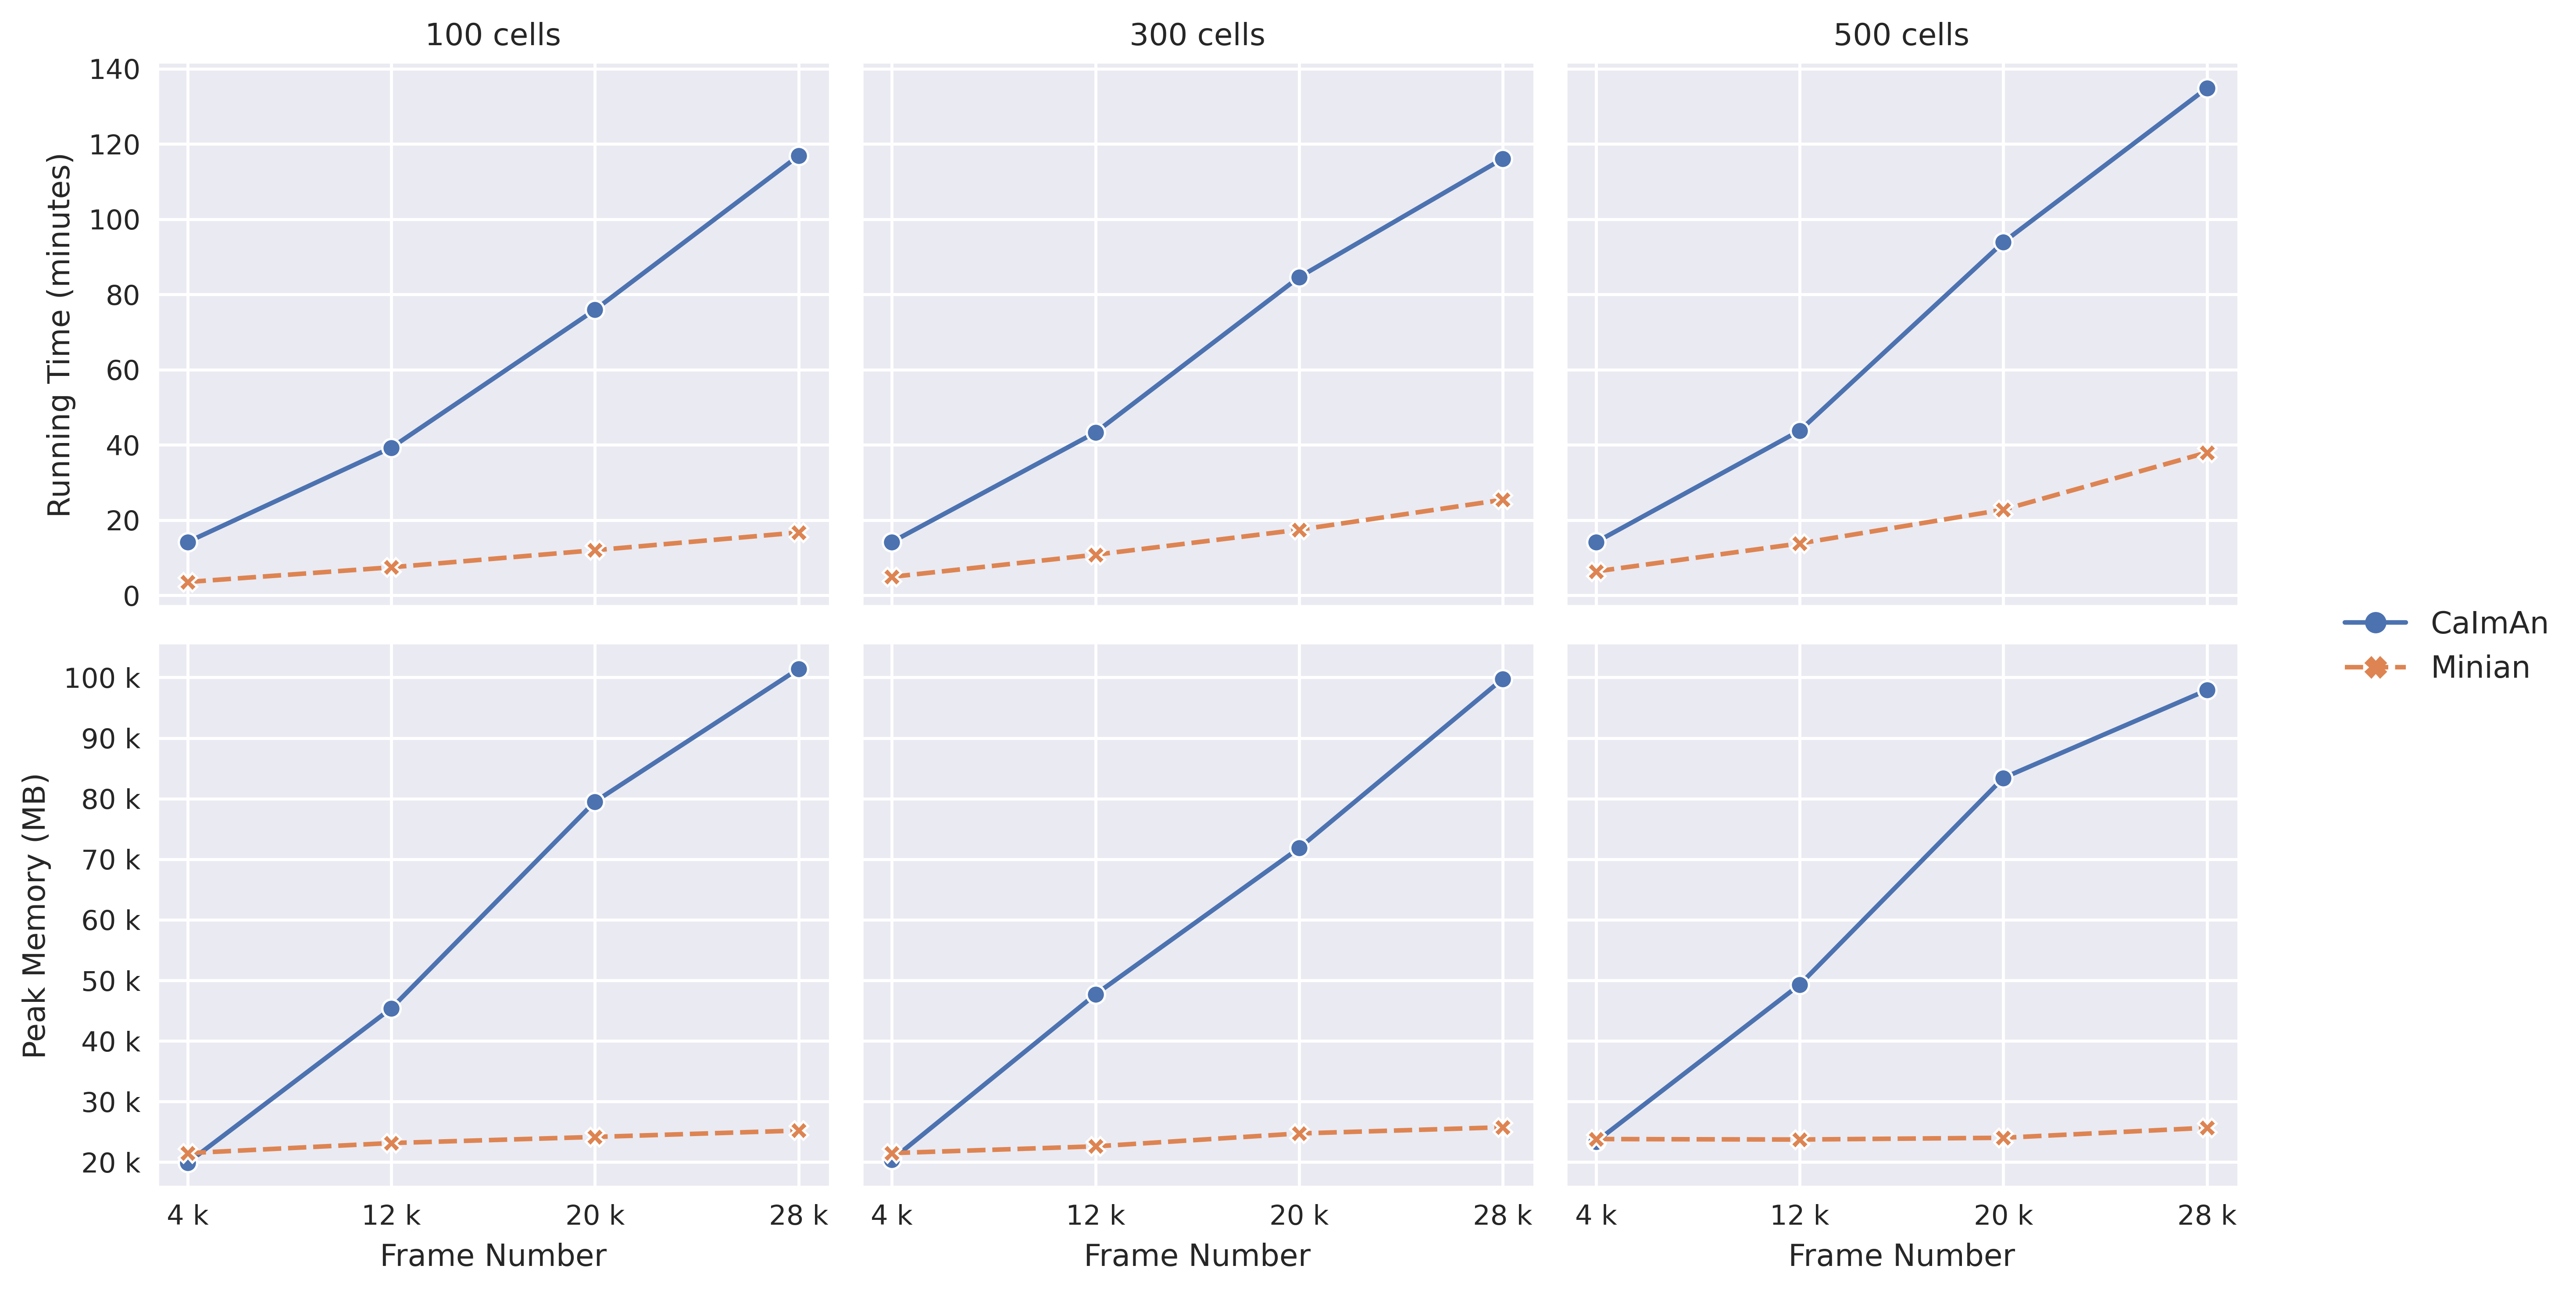 100 cells
300 cells
500 cells
Running Time (minutes)
140
120
100
80
60
40
20
0
Peak Memory (MB)
100 k
90 k
80 k
70 k
60 k
50 k
40 k
30 k
20 k
CaImAn
Minian
4 k 12 k 20 k 28 k 4 k 12 k 20 k 28 k 4 k 12 k 20 k 28 k
Frame Number Frame Number Frame Number